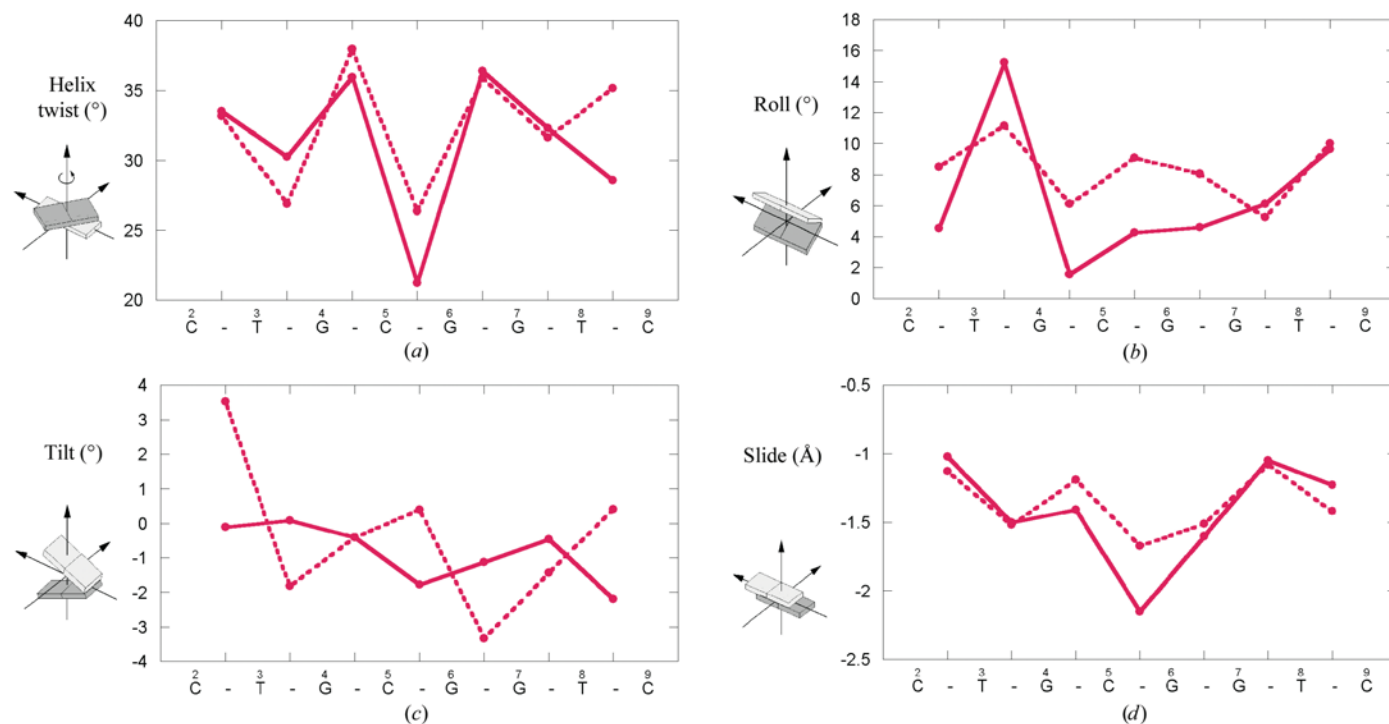 Helix
twist (°)
40
35
30
25
20
2 3 4 5 6 7 8 9
C - T - G - C - G - G - T - C
(a)
Roll (°)
18
16
14
12
10
8
6
4
2
0
2 3 4 5 6 7 8 9
C - T - G - C - G - G - T - C
(b)
Tilt (°)
4
3
2
1
0
-1
-2
-3
-4
2 3 4 5 6 7 8 9
C - T - G - C - G - G - T - C
(c)
Slide (Å)
-0.5
-1
-1.5
-2
-2.5
2 3 4 5 6 7 8 9
C - T - G - C - G - G - T - C
(d)